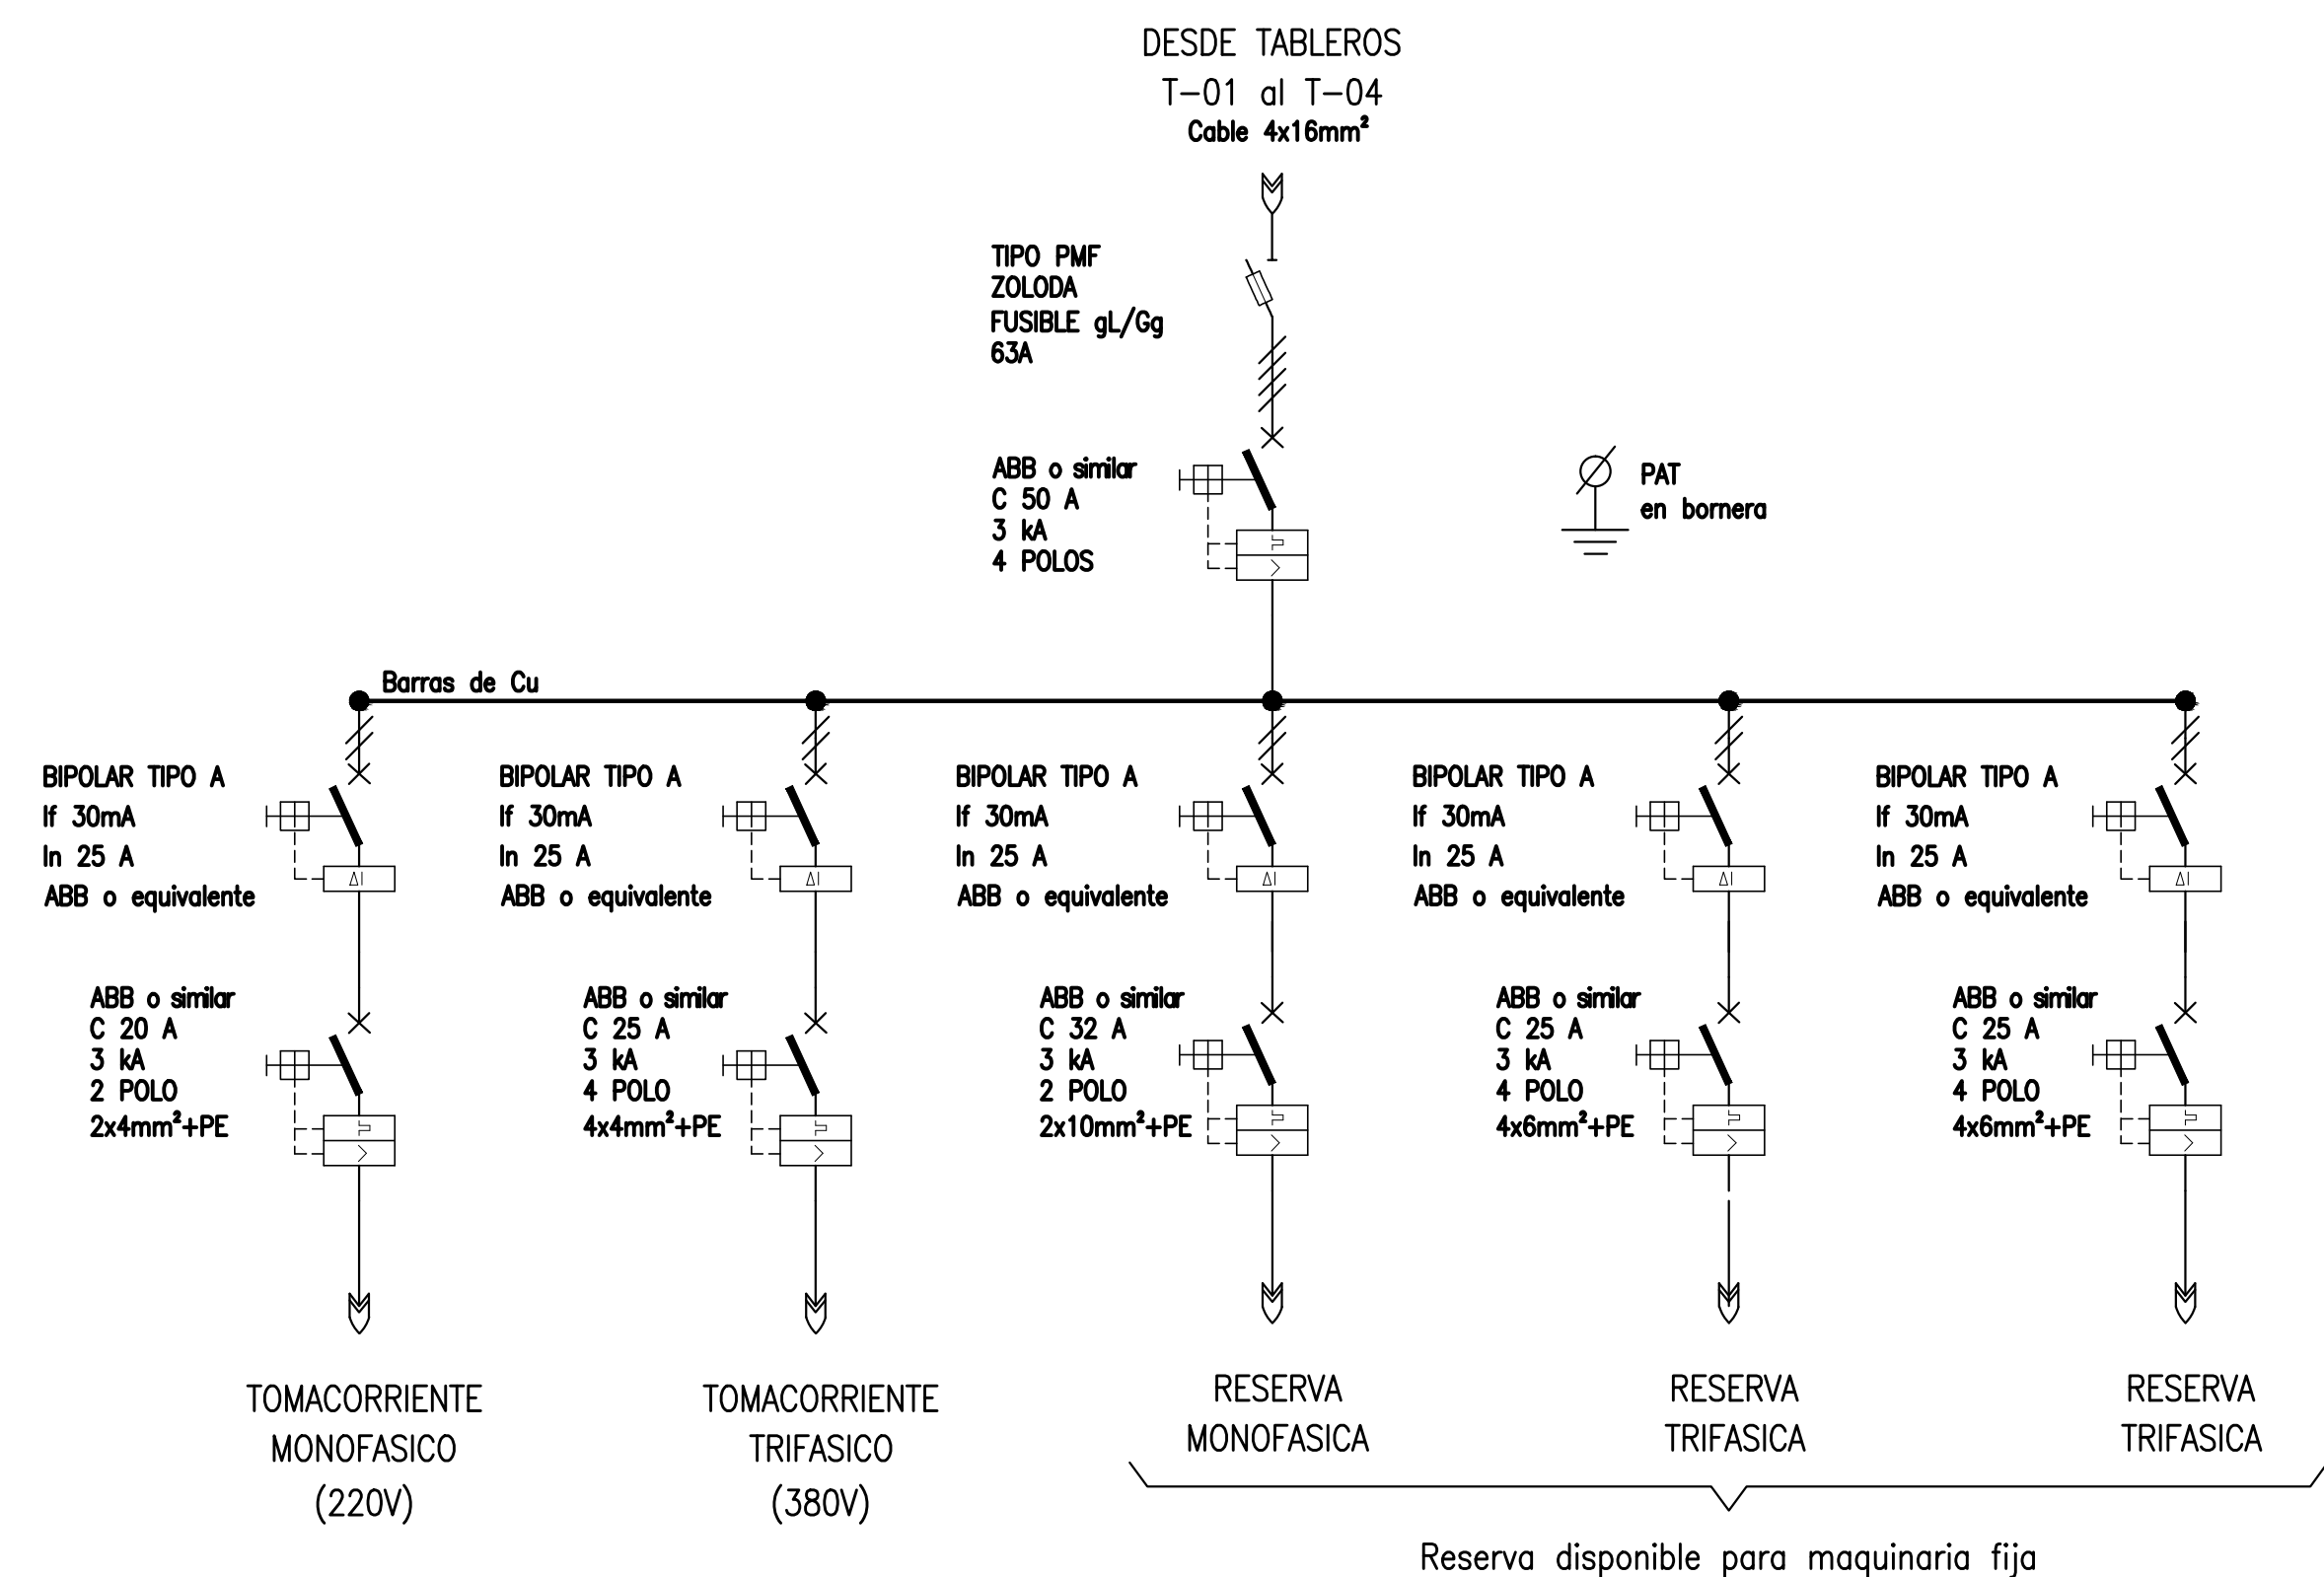 DESDE TABLEROS
T-01 al T-04
Cable 4x16mm²
TIPO PMF
ZOLODA
FUSIBLE gL/Gg
63A
ABB o similar
C 50 A
3 kA
4 POLOS
PAT
en bornera
Barras de Cu
BIPOLAR TIPO A
If 30mA
In 25 A
ABB o equivalente
BIPOLAR TIPO A
If 30mA
In 25 A
ABB o equivalente
BIPOLAR TIPO A
If 30mA
In 25 A
ABB o equivalente
BIPOLAR TIPO A
If 30mA
In 25 A
ABB o equivalente
BIPOLAR TIPO A
If 30mA
In 25 A
ABB o equivalente
ΔI
ΔI
ΔI
ΔI
ΔI
ABB o similar
C 20 A
3 kA
2 POLO
2x4mm²+PE
ABB o similar
C 25 A
3 kA
4 POLO
4x4mm²+PE
ABB o similar
C 32 A
3 kA
2 POLO
2x10mm²+PE
ABB o similar
C 25 A
3 kA
4 POLO
4x6mm²+PE
ABB o similar
C 25 A
3 kA
4 POLO
4x6mm²+PE
TOMACORRIENTE
MONOFASICO
(220V)
TOMACORRIENTE
TRIFASICO
(380V)
RESERVA
MONOFASICA
RESERVA
TRIFASICA
RESERVA
TRIFASICA
Reserva disponible para maquinaria fija